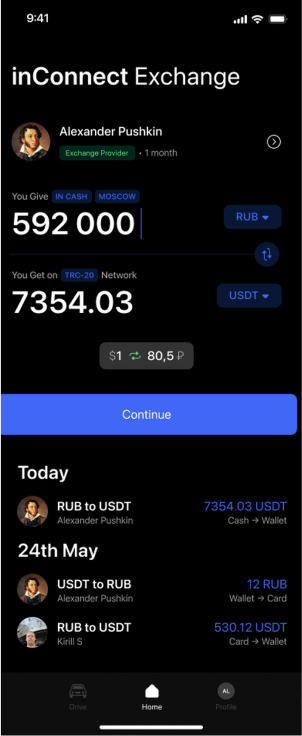 9:41
inConnect Exchange
Alexander Pushkin
Exchange Provider • 1 month
You Give IN CASH MOSCOW
592 000 RUB
You Get on TRC-20 Network
7354.03 USDT
$1 80,5 ₽
Continue
Today
RUB to USDT 7354.03 USDT
Alexander Pushkin Cash → Wallet
24th May
USDT to RUB 12 RUB
Alexander Pushkin Wallet → Card
RUB to USDT 530.12 USDT
Kirill S Card → Wallet
AL
Drive Home Profile